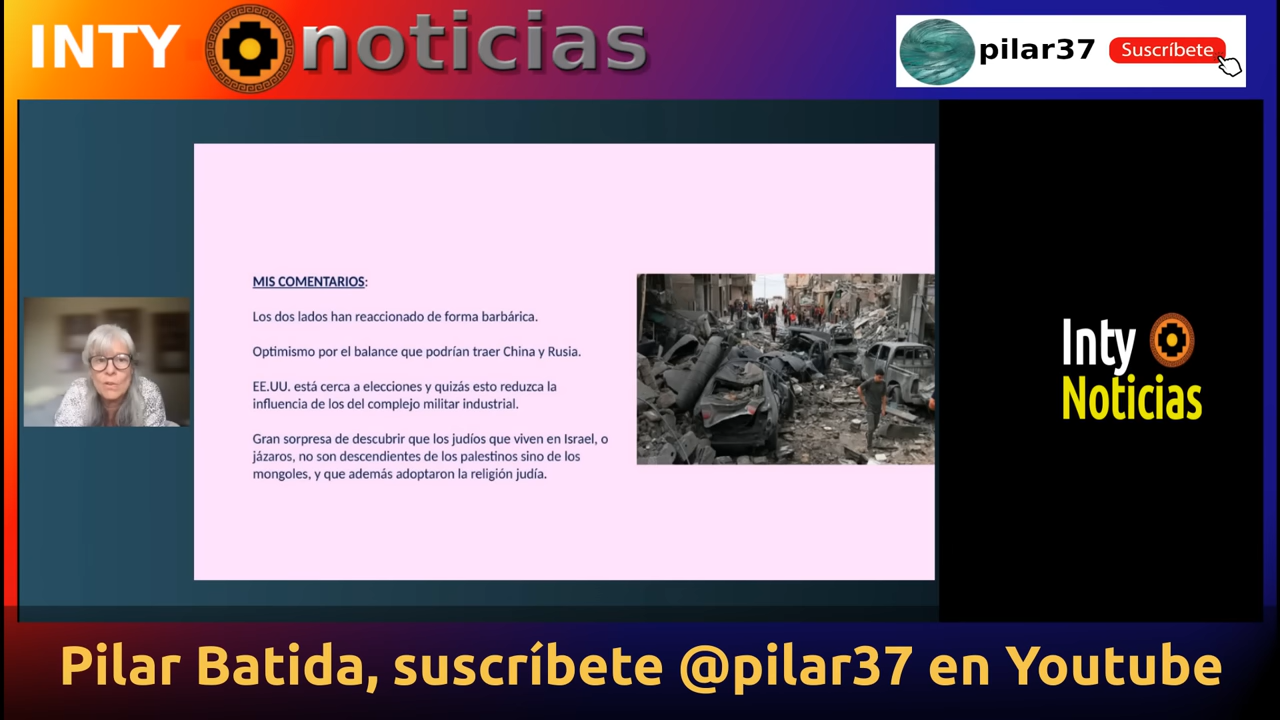 INTY noticias
pilar37 Suscríbete
MIS COMENTARIOS:
Los dos lados han reaccionado de forma barbárica.
Optimismo por el balance que podrían traer China y Rusia.
EE.UU. está cerca a elecciones y quizás esto reduzca la
influencia de los del complejo militar industrial.
Gran sorpresa de descubrir que los judíos que viven en Israel, o
jázaros, no son descendientes de los palestinos sino de los
mongoles, y que además adoptaron la religión judía.
Inty
Noticias
Pilar Batida, suscríbete @pilar37 en Youtube